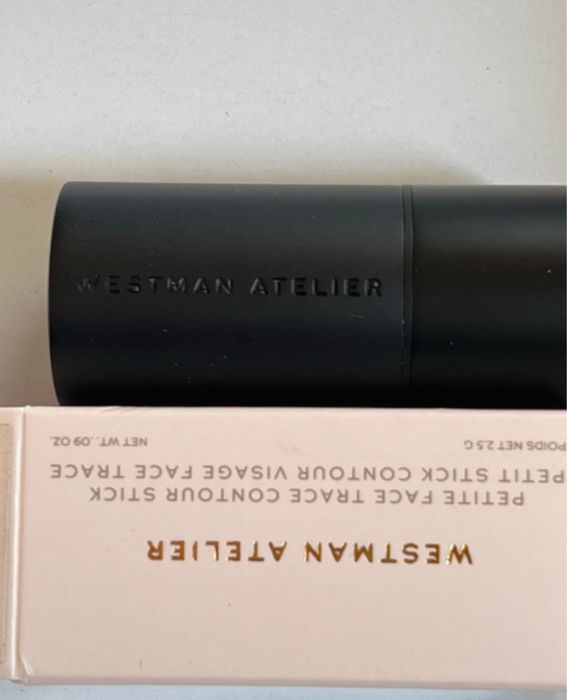 WESTMAN ATELIER
WESTMAN ATELIER
PETITE FACE TRACE CONTOUR STICK
PETIT STICK CONTOUR VISAGE FACE TRACE
POIDS NET 2.5 G NET WT. .09 OZ.